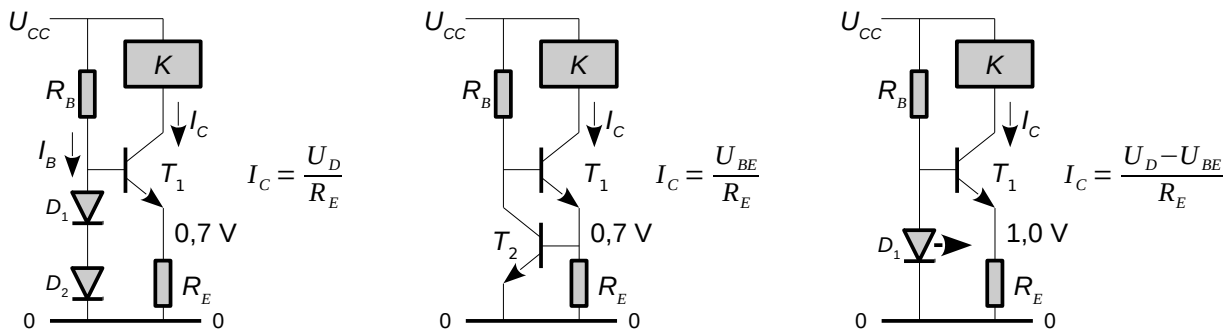 U_CC
K
R_B
I_C
I_B
T_1
I_C = U_D / R_E
D_1
0,7 V
D_2
R_E
0 0
U_CC
K
R_B
I_C
T_1
I_C = U_BE / R_E
T_2
0,7 V
R_E
0 0
U_CC
K
R_B
I_C
T_1
I_C = U_D − U_BE / R_E
D_1
1,0 V
R_E
0 0